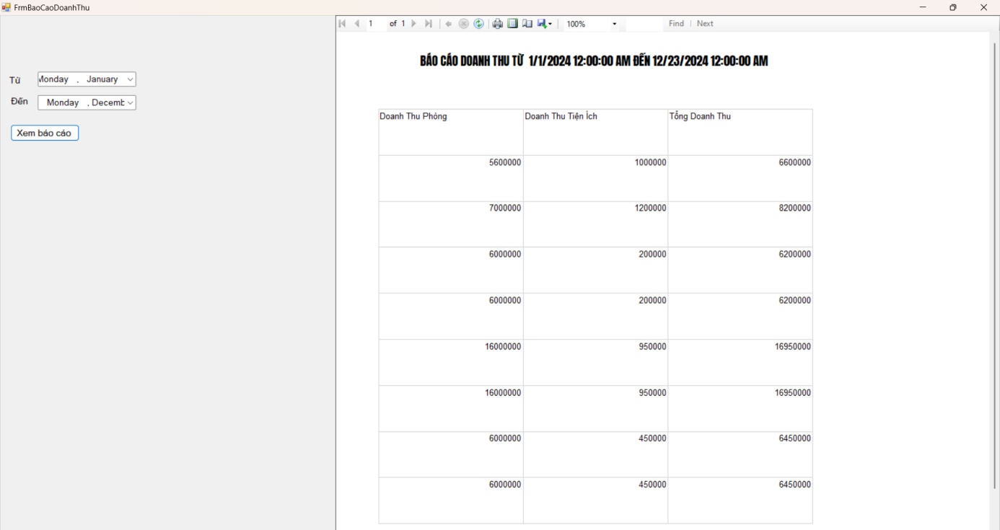 FrmBaoCaoDoanhThu
1 of 1 100% Find | Next
BÁO CÁO DOANH THU TỪ 1/1/2024 12:00:00 AM ĐẾN 12/23/2024 12:00:00 AM
Từ Monday , January
Đến Monday , Decemb
Xem báo cáo
Doanh Thu Phòng Doanh Thu Tiện Ích Tổng Doanh Thu
5600000 1000000 6600000
7000000 1200000 8200000
6000000 200000 6200000
6000000 200000 6200000
16000000 950000 16950000
16000000 950000 16950000
6000000 450000 6450000
6000000 450000 6450000